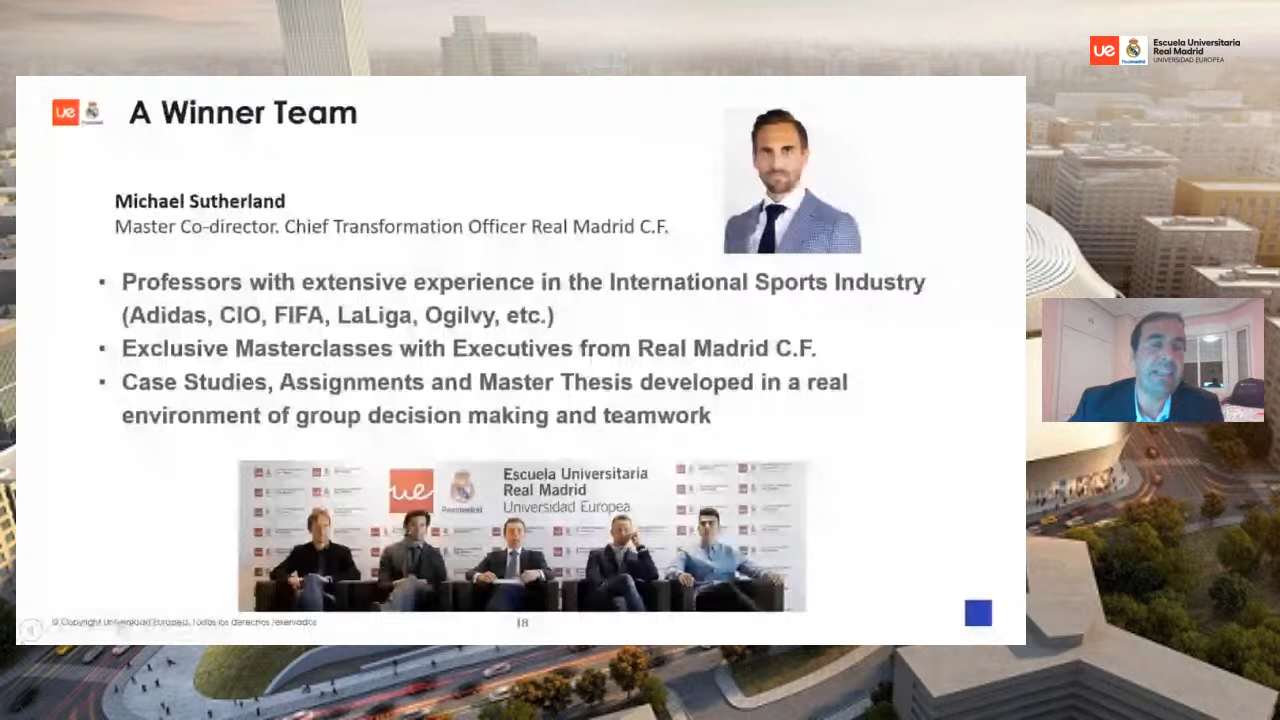 ue
Escuela Universitaria
Real Madrid
UNIVERSIDAD EUROPEA
ue
A Winner Team
Michael Sutherland
Master Co-director. Chief Transformation Officer Real Madrid C.F.
• Professors with extensive experience in the International Sports Industry
(Adidas, CIO, FIFA, LaLiga, Ogilvy, etc.)
• Exclusive Masterclasses with Executives from Real Madrid C.F.
• Case Studies, Assignments and Master Thesis developed in a real
environment of group decision making and teamwork
ue
Escuela Universitaria
Real Madrid
Universidad Europea
© Copyright Universidad Europea. Todos los derechos reservados
18